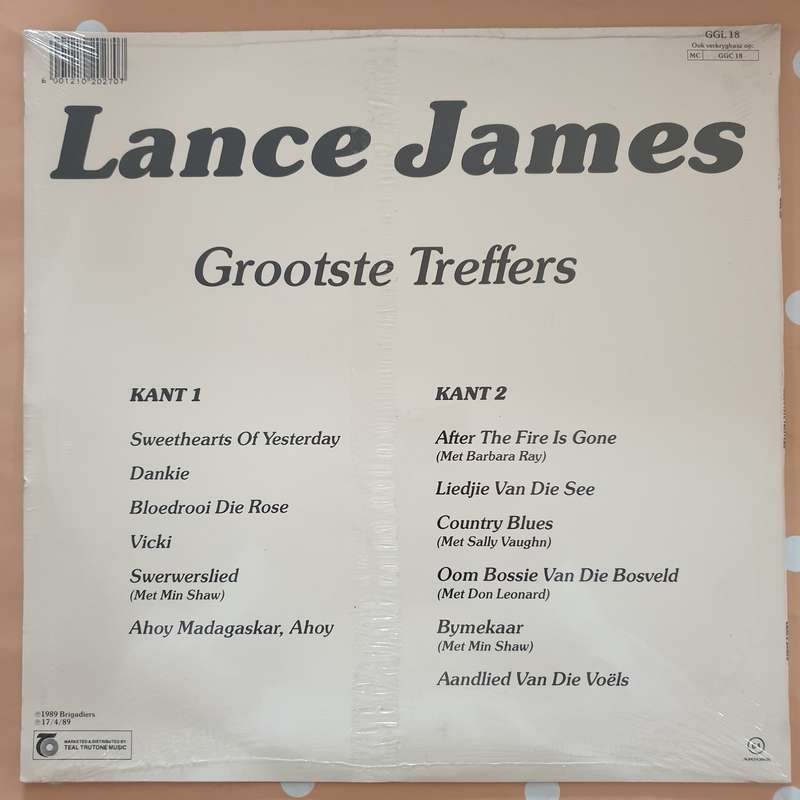 6 001210 202707
GGL 18
Ook verkrygbaar op:
MC GGC 18
Lance James
Grootste Treffers
KANT 1
Sweethearts Of Yesterday
Dankie
Bloedrooi Die Rose
Vicki
Swerwerslied
(Met Min Shaw)
Ahoy Madagaskar, Ahoy
KANT 2
After The Fire Is Gone
(Met Barbara Ray)
Liedjie Van Die See
Country Blues
(Met Sally Vaughn)
Oom Bossie Van Die Bosveld
(Met Don Leonard)
Bymekaar
(Met Min Shaw)
Aandlied Van Die Voëls
℗1989 Brigadiers
℗17/4/89
MARKETED & DISTRIBUTED BY
TEAL TRUTONE MUSIC